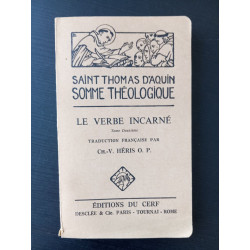 SAINT THOMAS D'AQUIN
SOMME THÉOLOGIQUE
LE VERBE INCARNÉ
TRADUCTION FRANÇAISE PAR
CH.-V. HÉRIS O. P.
ÉDITIONS DU CERF
DESCLÉE & Cie PARIS - TOURNAI - ROME